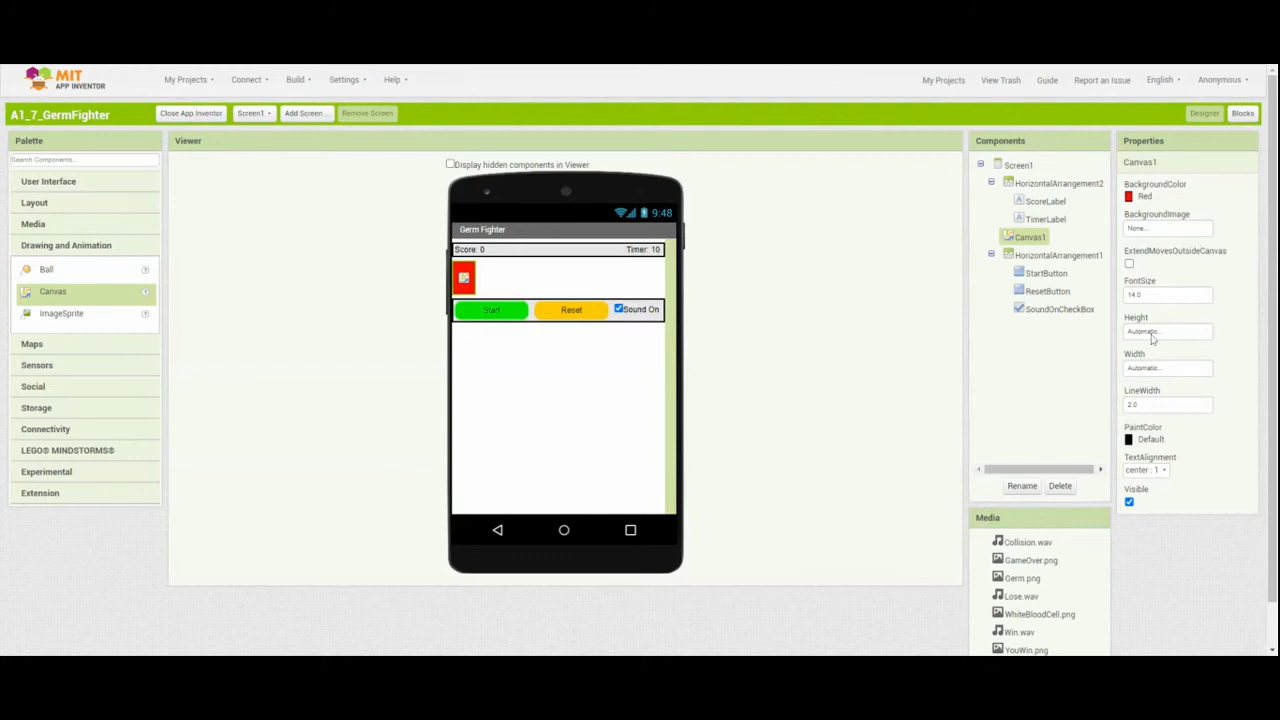 MIT
APP INVENTOR
My Projects
Connect
Build
Settings
Help
My Projects
View Trash
Guide
Report an Issue
English
Anonymous
A1_7_GermFighter
Close App Inventor
Screen1
Add Screen ...
Remove Screen
Designer
Blocks
Palette
Search Components...
User Interface
Layout
Media
Drawing and Animation
Ball
?
Canvas
?
ImageSprite
?
Maps
Sensors
Social
Storage
Connectivity
LEGO® MINDSTORMS®
Experimental
Extension
Viewer
Display hidden components in Viewer
9:48
Germ Fighter
Score: 0
Timer: 10
Start
Reset
Sound On
Components
Screen1
HorizontalArrangement2
ScoreLabel
TimerLabel
Canvas1
HorizontalArrangement1
StartButton
ResetButton
SoundOnCheckBox
Rename
Delete
Media
Collision.wav
GameOver.png
Germ.png
Lose.wav
WhiteBloodCell.png
Win.wav
YouWin.png
Properties
Canvas1
BackgroundColor
Red
BackgroundImage
None...
ExtendMovesOutsideCanvas
FontSize
14.0
Height
Automatic...
Width
Automatic...
LineWidth
2.0
PaintColor
Default
TextAlignment
center : 1
Visible